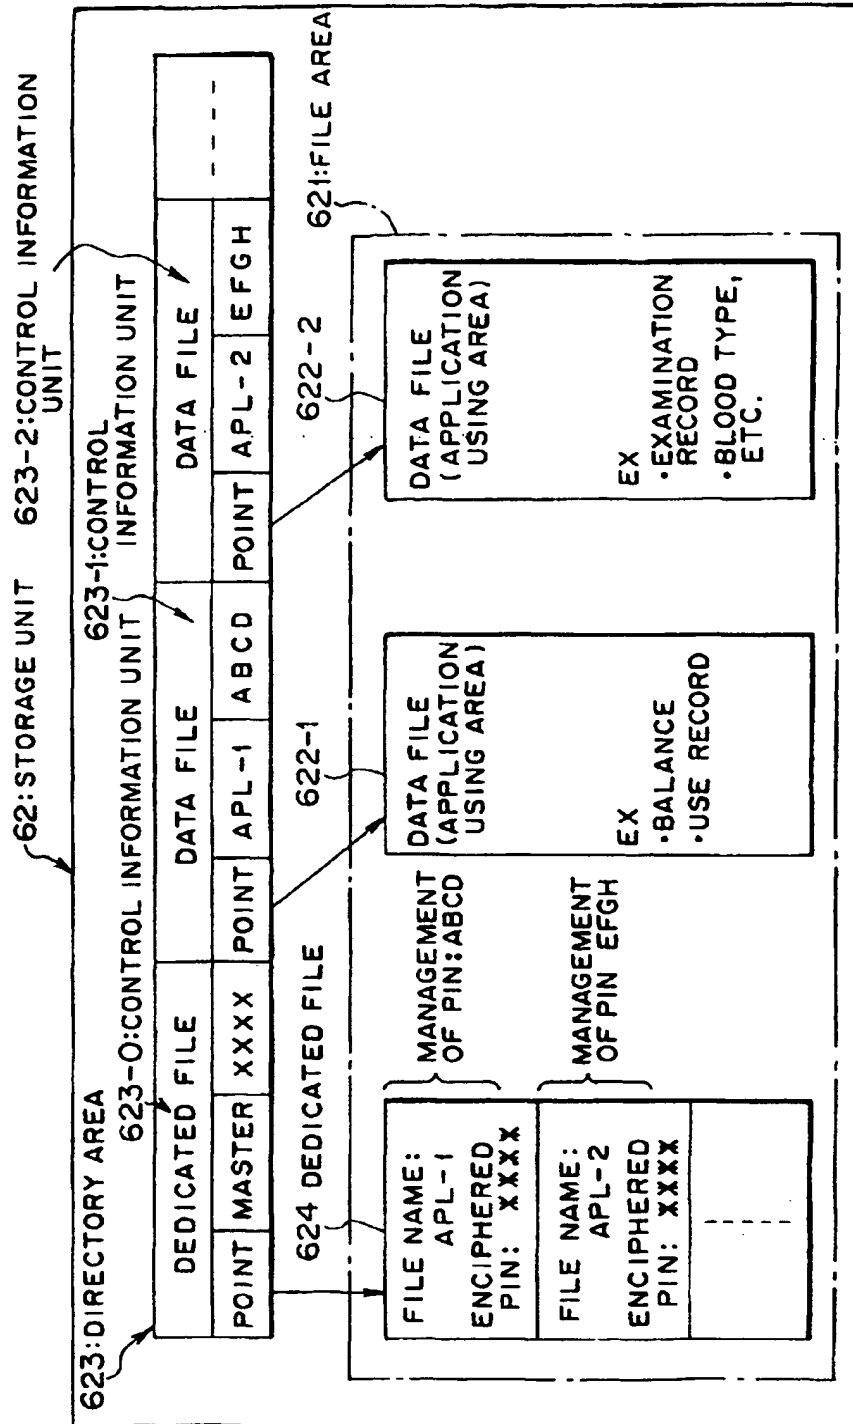 62:STORAGE UNIT
623:DIRECTORY AREA
623-0:CONTROL INFORMATION UNIT
623-1:CONTROL
INFORMATION UNIT
623-2:CONTROL INFORMATION
UNIT
DEDICATED FILE
DATA FILE
DATA FILE
POINT
MASTER
XXXX
POINT
APL-1
ABCD
POINT
APL-2
EFGH
621:FILE AREA
624 DEDICATED FILE
622-1
622-2
FILE NAME:
APL-1
ENCIPHERED
PIN: XXXX
MANAGEMENT
OF PIN:ABCD
FILE NAME:
APL-2
ENCIPHERED
PIN: XXXX
MANAGEMENT
OF PIN EFGH
DATA FILE
(APPLICATION
USING AREA)
EX
·BALANCE
·USE RECORD
DATA FILE
(APPLICATION
USING AREA)
EX
·EXAMINATION
RECORD
·BLOOD TYPE,
ETC.